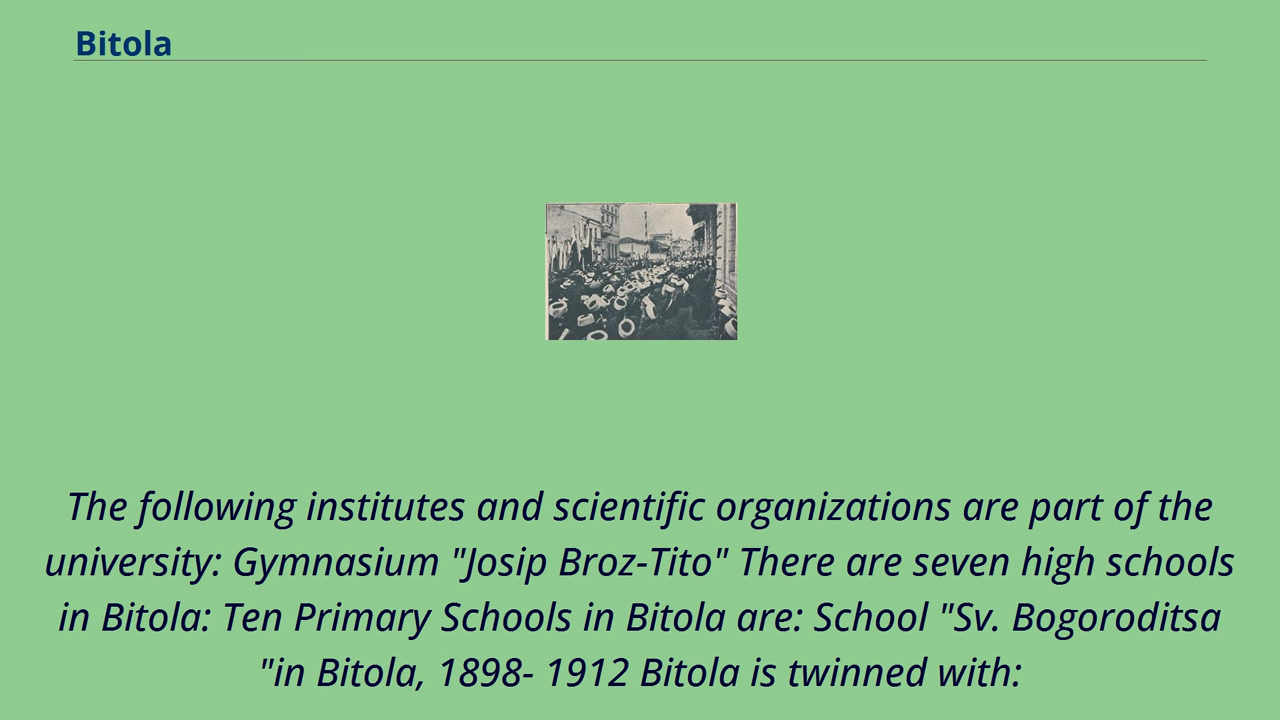 Bitola
The following institutes and scientific organizations are part of the
university: Gymnasium "Josip Broz-Tito" There are seven high schools
in Bitola: Ten Primary Schools in Bitola are: School "Sv. Bogoroditsa
"in Bitola, 1898- 1912 Bitola is twinned with: